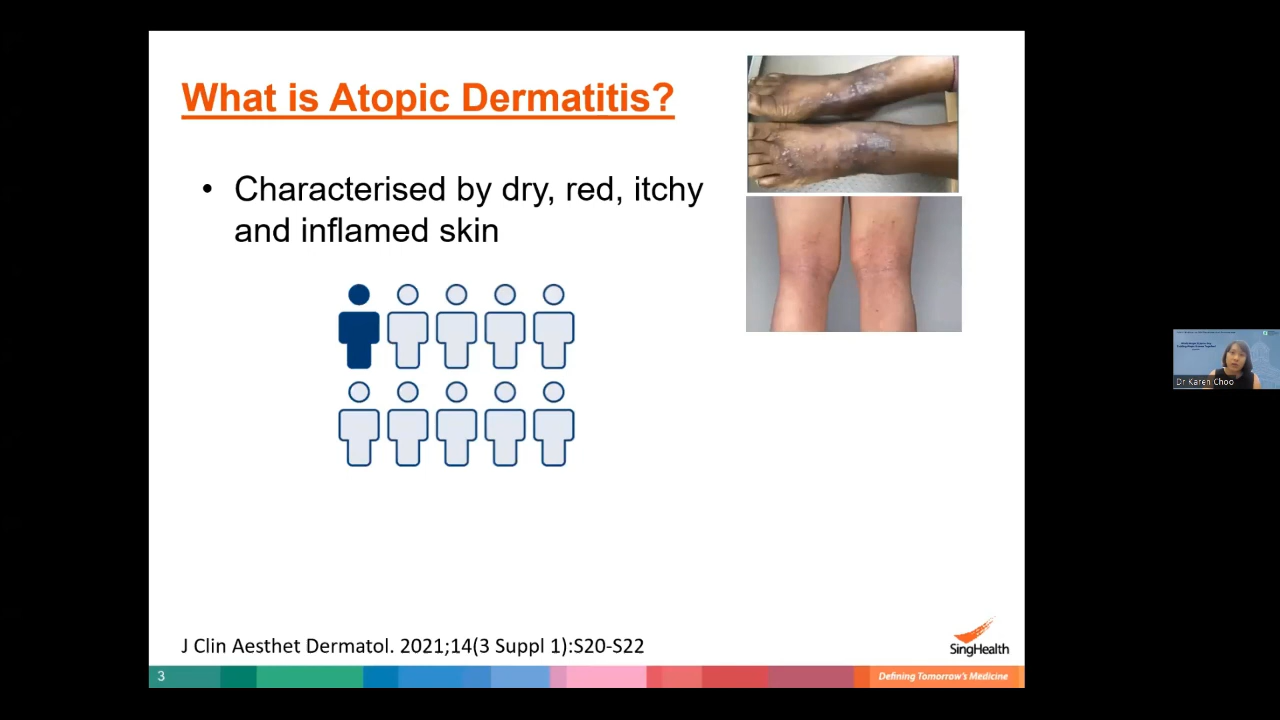 What is Atopic Dermatitis?
• Characterised by dry, red, itchy
and inflamed skin
Dr Karen Choo
J Clin Aesthet Dermatol. 2021;14(3 Suppl 1):S20-S22
SingHealth
3
Defining Tomorrow's Medicine